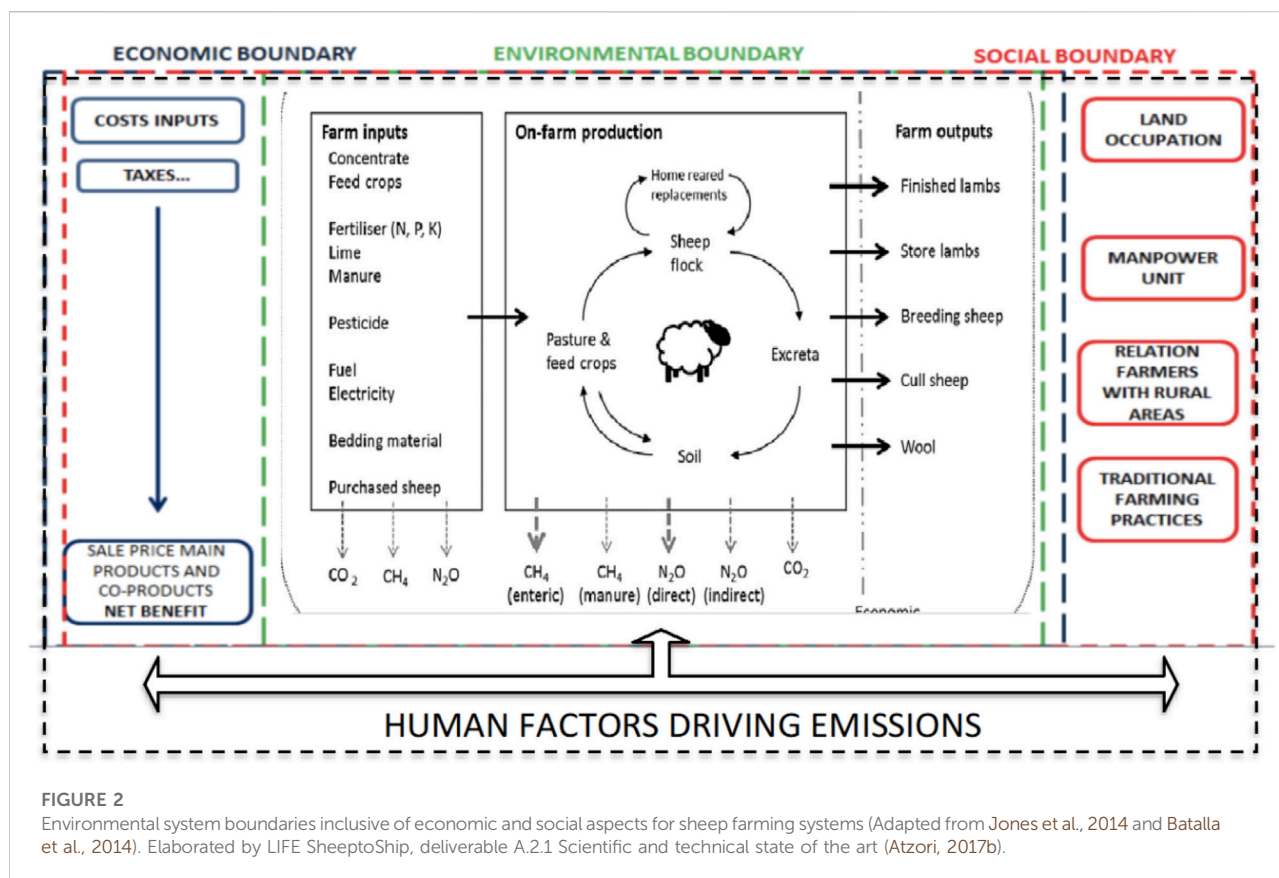 ECONOMIC BOUNDARY
ENVIRONMENTAL BOUNDARY
SOCIAL BOUNDARY
COSTS INPUTS
TAXES...
SALE PRICE MAIN
PRODUCTS AND
CO-PRODUCTS
NET BENEFIT
Farm inputs
Concentrate
Feed crops
Fertiliser (N, P, K)
Lime
Manure
Pesticide
Fuel
Electricity
Bedding material
Purchased sheep
CO₂
CH₄
N₂O
On-farm production
Home reared
replacements
Sheep
flock
Pasture &
feed crops
Excreta
Soil
CH₄
(enteric)
CH₄
(manure)
N₂O
(direct)
N₂O
(indirect)
CO₂
Farm outputs
Finished lambs
Store lambs
Breeding sheep
Cull sheep
Wool
Economic
LAND
OCCUPATION
MANPOWER
UNIT
RELATION
FARMERS
WITH RURAL
AREAS
TRADITIONAL
FARMING
PRACTICES
HUMAN FACTORS DRIVING EMISSIONS
FIGURE 2
Environmental system boundaries inclusive of economic and social aspects for sheep farming systems (Adapted from Jones et al., 2014 and Batalla
et al., 2014). Elaborated by LIFE SheeptoShip, deliverable A.2.1 Scientific and technical state of the art (Atzori, 2017b).